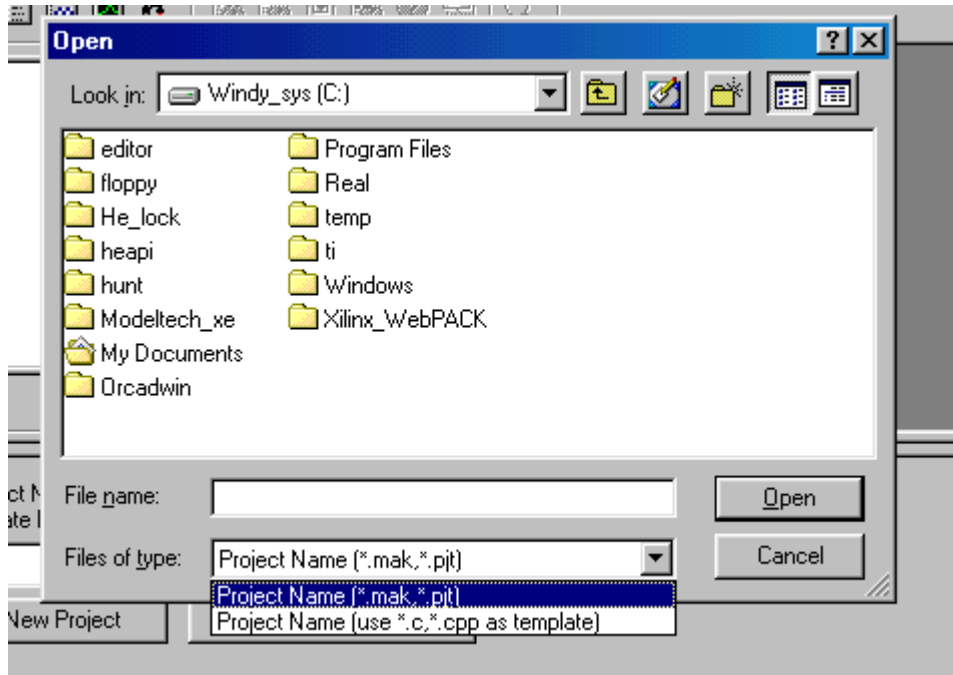 Open
Look in: Windy_sys (C:)
editor
floppy
He_lock
heapi
hunt
Modeltech_xe
My Documents
Orcadwin
Program Files
Real
temp
ti
Windows
Xilinx_WebPACK
File name:
Open
Files of type: Project Name (*.mak,*.pjt)
Cancel
Project Name (*.mak,*.pjt)
Project Name (use *.c,*.cpp as template)
New Project